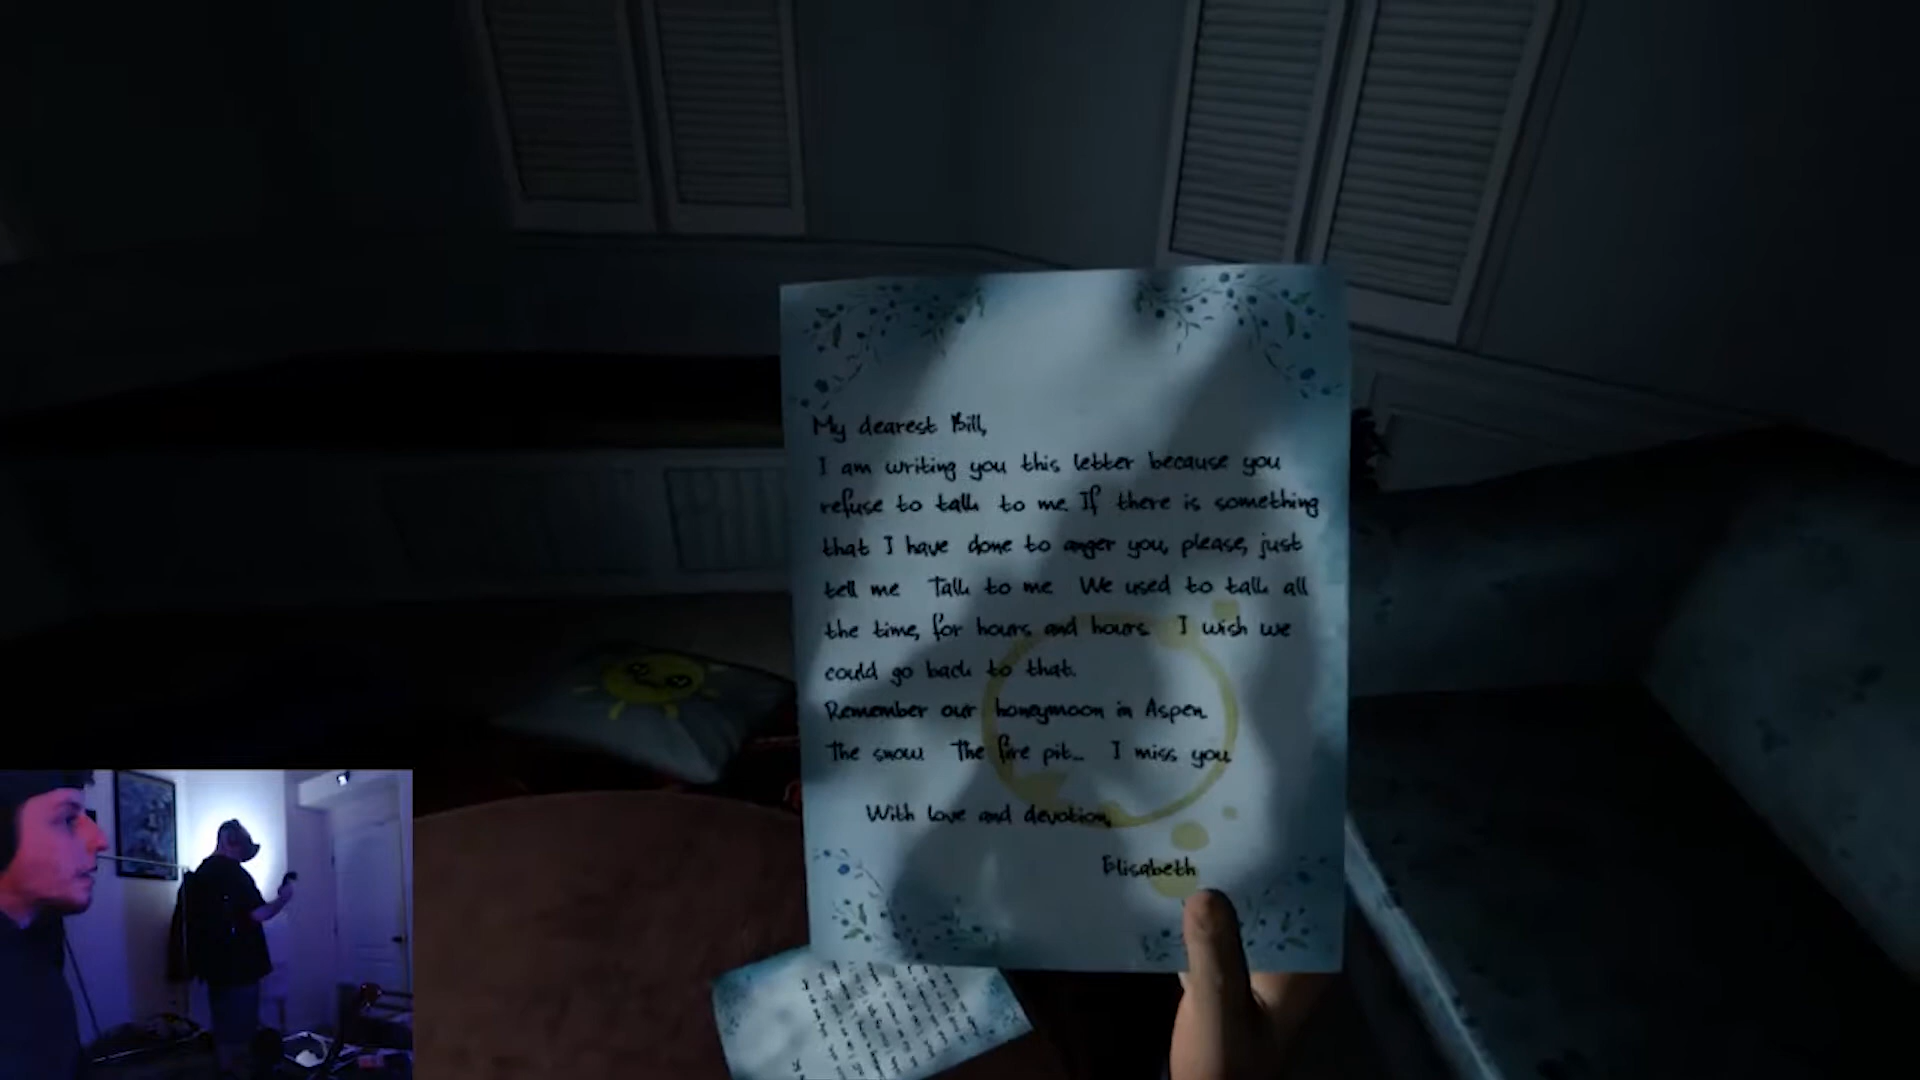 My dearest Bill,
I am writing you this letter because you
refuse to talk to me. If there is something
that I have done to anger you, please, just
tell me Talk to me We used to talk all
the time, for hours and hours. I wish we
could go back to that.
Remember our honeymoon in Aspen.
The snow. The fire pit... I miss you.
With love and devotion,
Elisabeth